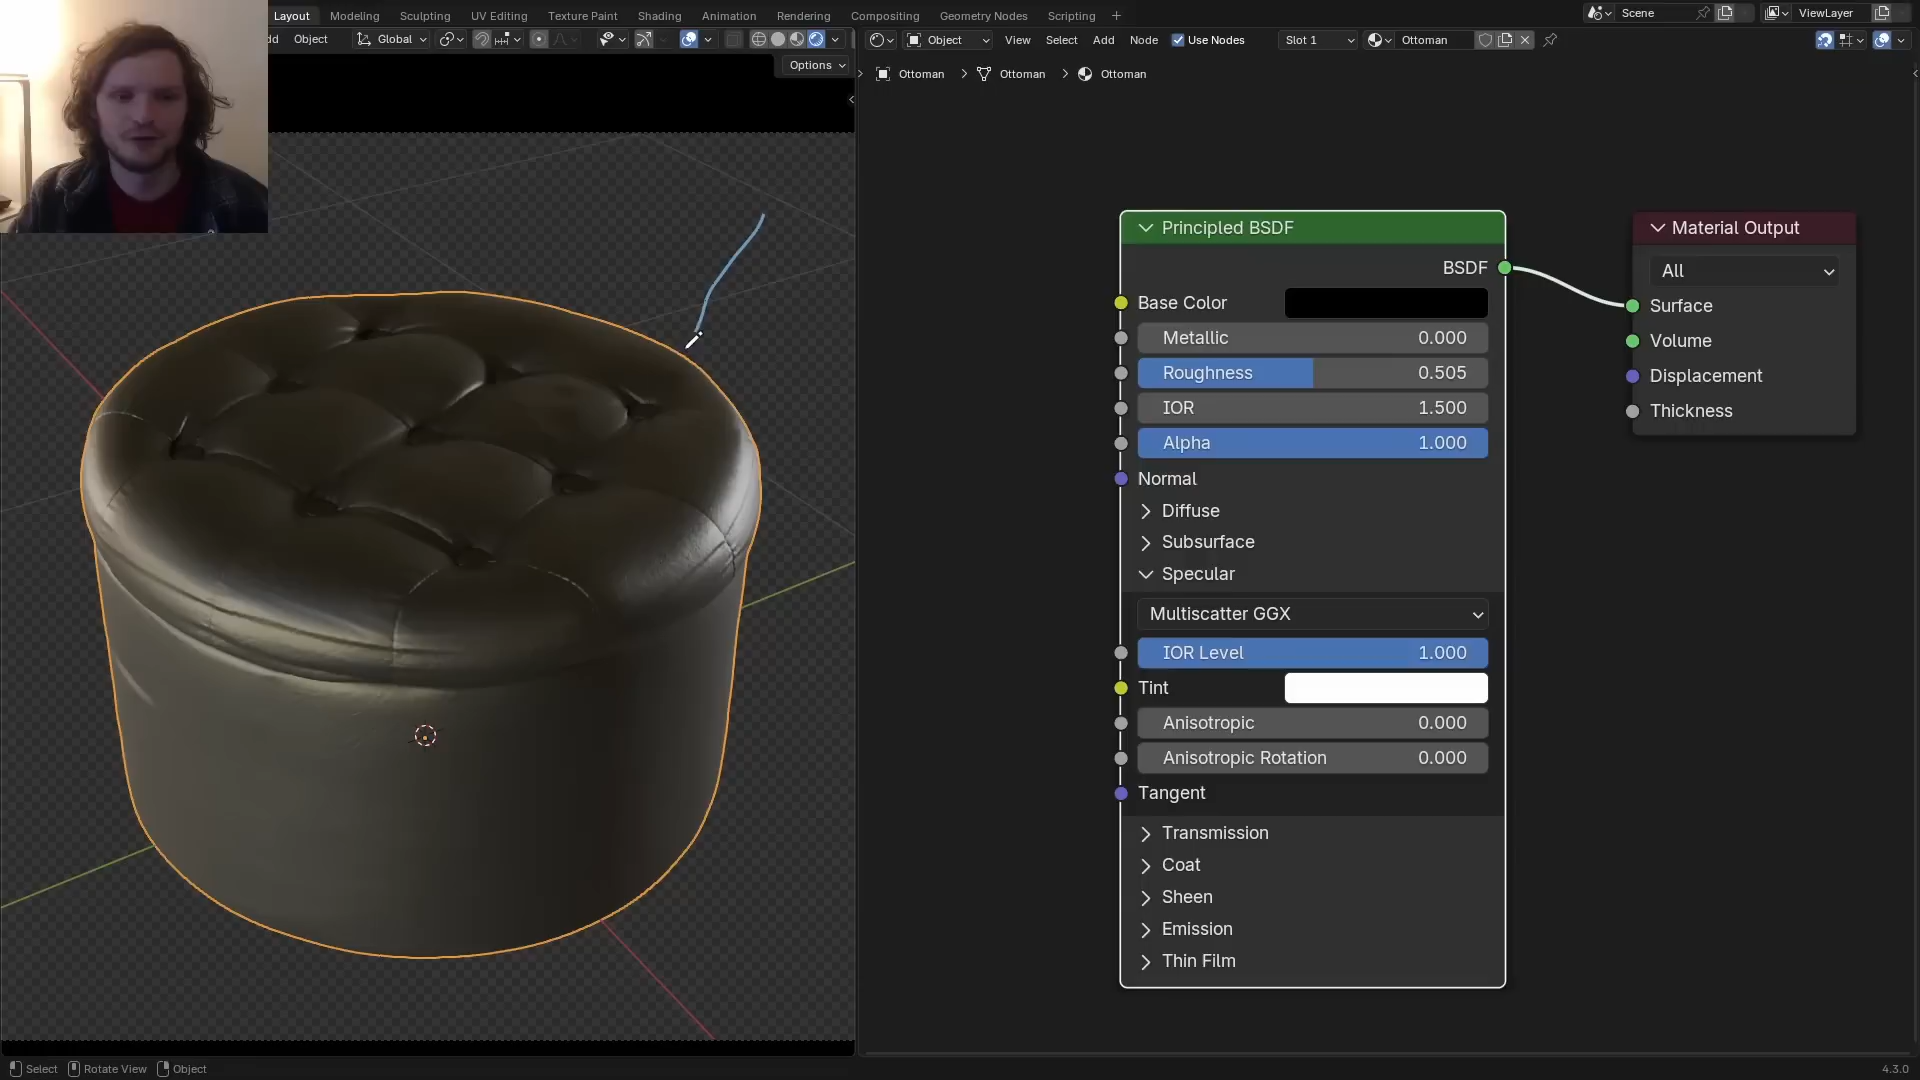 Layout Modeling Sculpting UV Editing Texture Paint Shading Animation Rendering Compositing Geometry Nodes Scripting +
Scene
ViewLayer
dd Object
Global
Object View Select Add Node Use Nodes
Slot 1
Ottoman
Options
Ottoman > Ottoman > Ottoman
Principled BSDF
BSDF
Base Color
Metallic 0.000
Roughness 0.505
IOR 1.500
Alpha 1.000
Normal
Diffuse
Subsurface
Specular
Multiscatter GGX
IOR Level 1.000
Tint
Anisotropic 0.000
Anisotropic Rotation 0.000
Tangent
Transmission
Coat
Sheen
Emission
Thin Film
Material Output
All
Surface
Volume
Displacement
Thickness
Select Rotate View Object
4.3.0